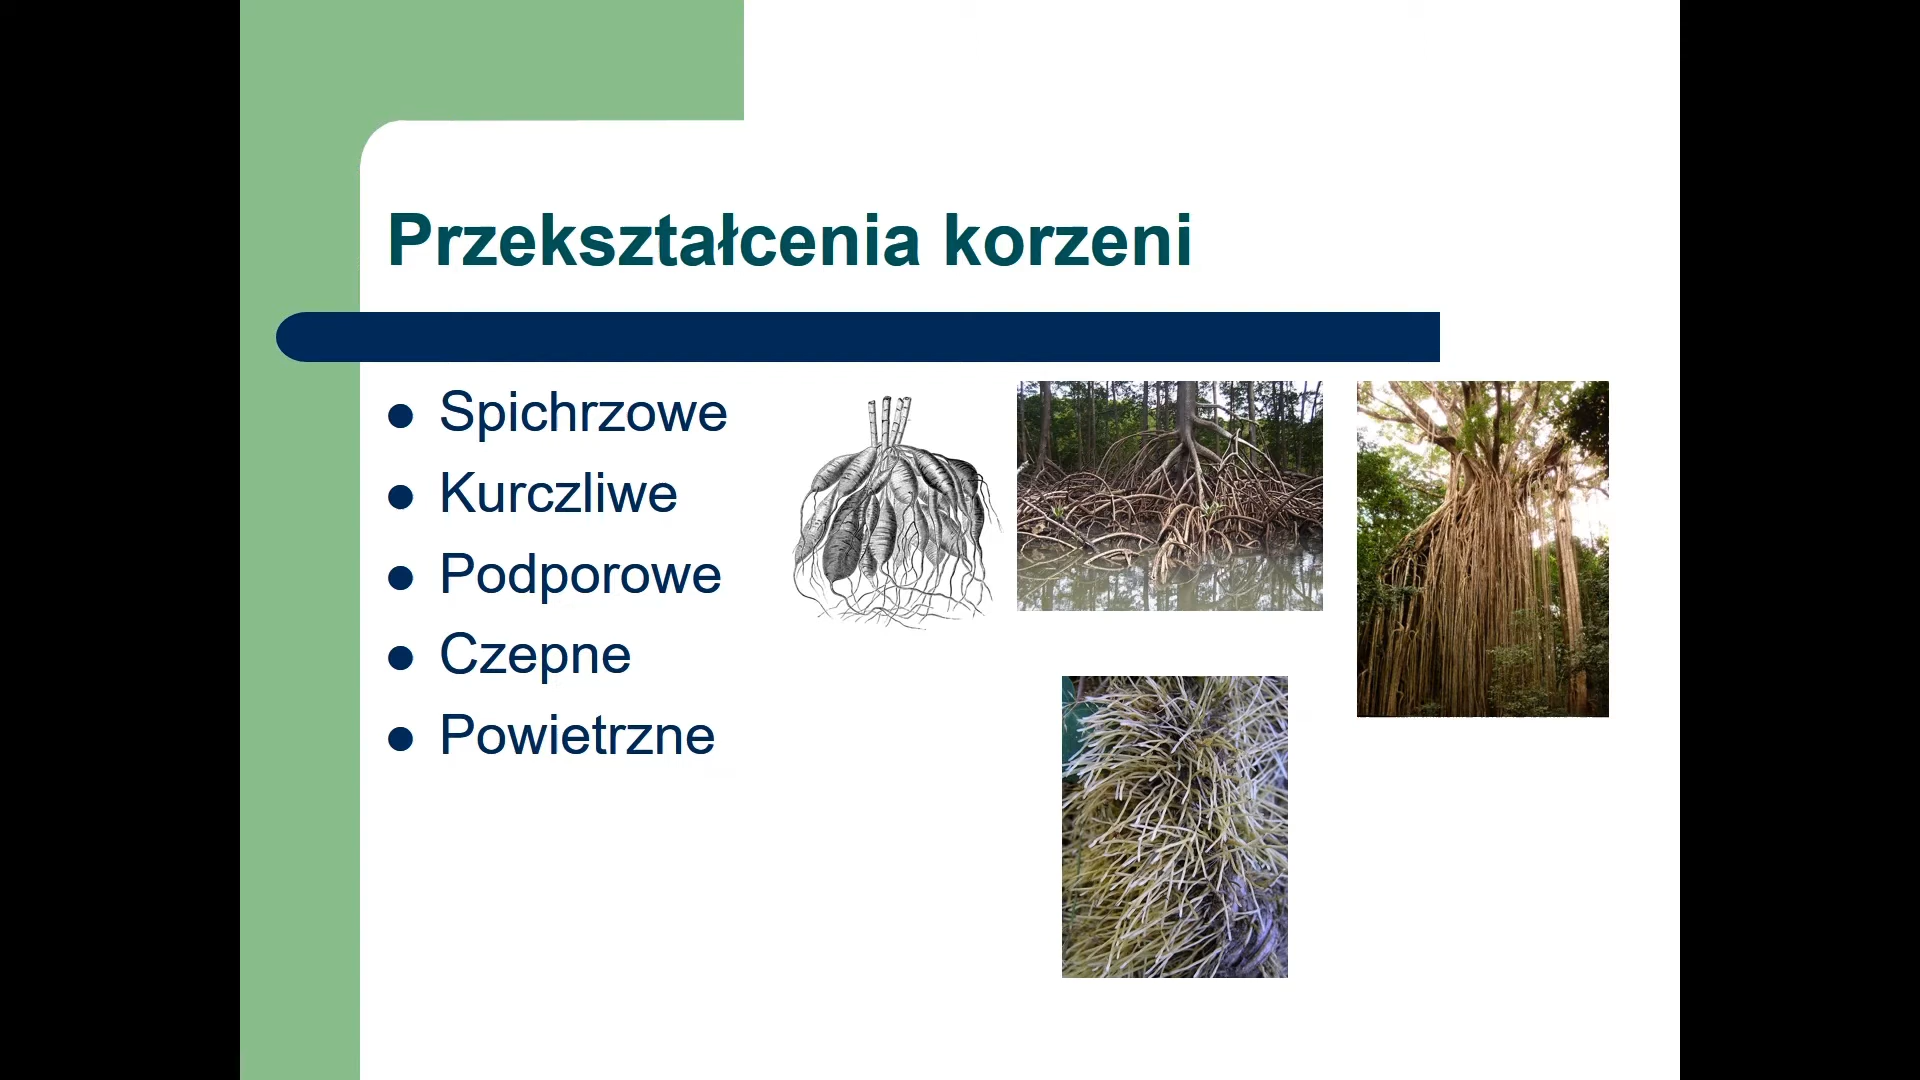 Przekształcenia korzeni
Spichrzowe
Kurczliwe
Podporowe
Czepne
Powietrzne